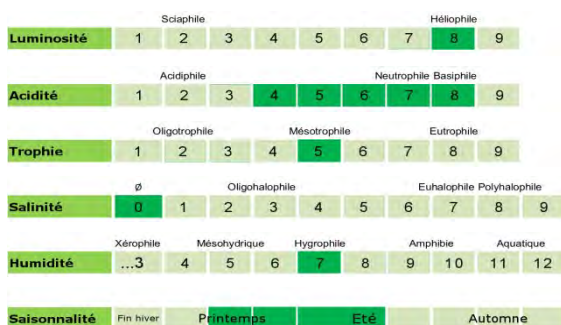 Sciaphile Héliophile
Luminosité 1 2 3 4 5 6 7 8 9
Acidiphile Neutrophile Basiphile
Acidité 1 2 3 4 5 6 7 8 9
Oligotrophile Mésotrophile Eutrophile
Trophie 1 2 3 4 5 6 7 8 9
Ø Oligohalophile Euhalophile Polyhalophile
Salinité 0 1 2 3 4 5 6 7 8 9
Xérophile Mésohydrique Hygrophile Amphibie Aquatique
Humidité ...3 4 5 6 7 8 9 10 11 12
Saisonnalité Fin hiver Printemps Eté Automne